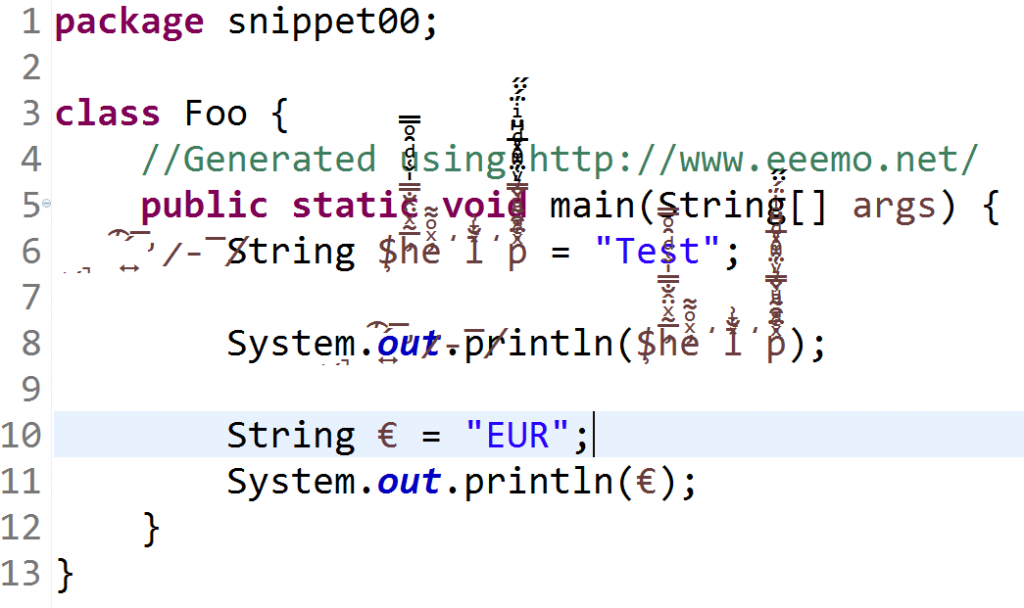 1 package snippet00;
2
3 class Foo {
4 //Generated using http://www.eeemo.net/
5 public static void main(String[] args) {
6 String = "Test";
7
8 System.out.println();
9
10 String € = "EUR";
11 System.out.println(€);
12 }
13 }